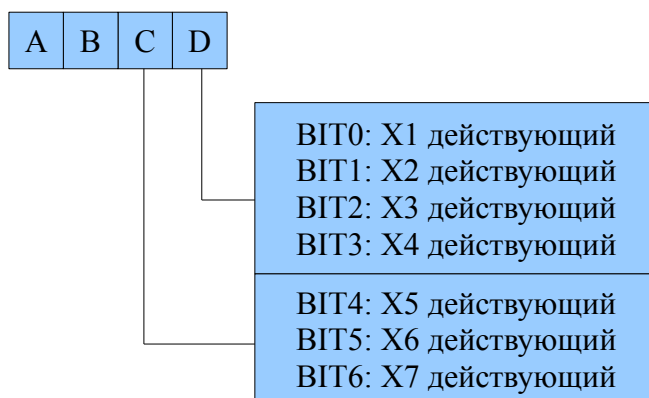 A B C D
BIT0: X1 действующий
BIT1: X2 действующий
BIT2: X3 действующий
BIT3: X4 действующий
BIT4: X5 действующий
BIT5: X6 действующий
BIT6: X7 действующий